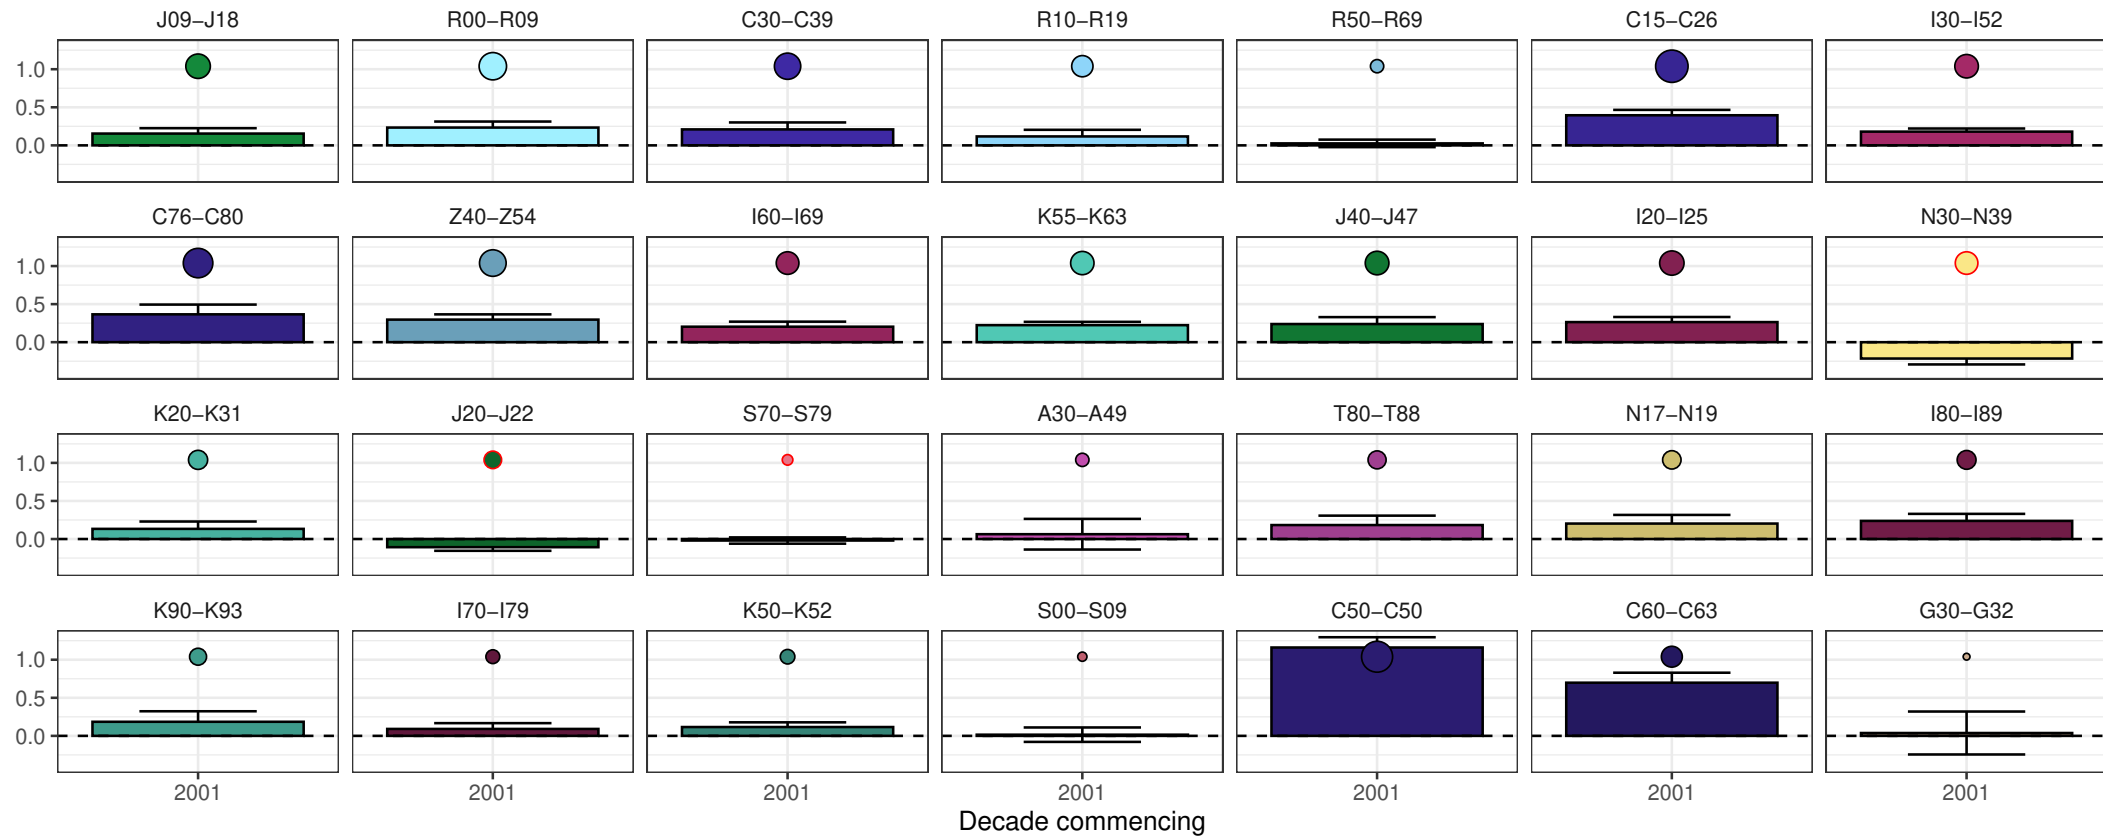 J09–J18 R00–R09 C30–C39 R10–R19 R50–R69 C15–C26 I30–I52
1.0
0.5
0.0
C76–C80 Z40–Z54 I60–I69 K55–K63 J40–J47 I20–I25 N30–N39
1.0
0.5
0.0
K20–K31 J20–J22 S70–S79 A30–A49 T80–T88 N17–N19 I80–I89
1.0
0.5
0.0
K90–K93 I70–I79 K50–K52 S00–S09 C50–C50 C60–C63 G30–G32
1.0
0.5
0.0
2001 2001 2001 2001 2001 2001 2001
Decade commencing